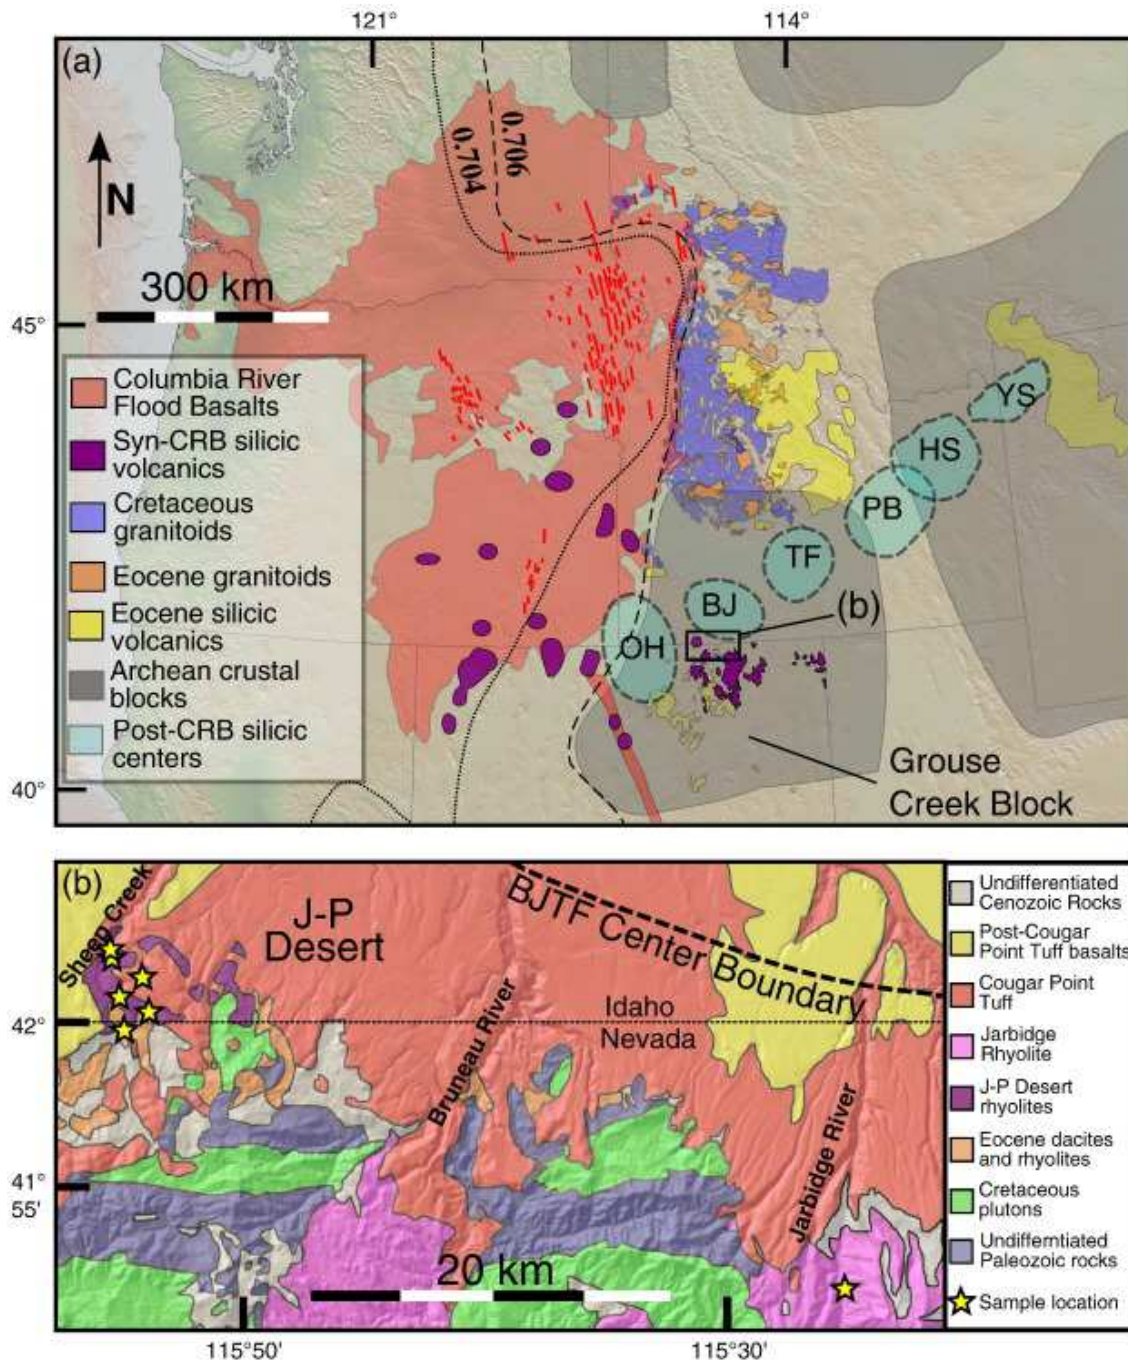 121°
114°
(a)
N
0.704
0.706
300 km
45°
40°
Columbia River
Flood Basalts
Syn-CRB silicic
volcanics
Cretaceous
granitoids
Eocene granitoids
Eocene silicic
volcanics
Archean crustal
blocks
Post-CRB silicic
centers
YS
HS
PB
TF
BJ
OH
(b)
Grouse
Creek Block
(b)
Sheep Creek
J-P
Desert
BJTF Center Boundary
Bruneau River
Idaho
Nevada
Jarbidge River
42°
41°
55'
20 km
115°50'
115°30'
Undifferentiated
Cenozoic Rocks
Post-Cougar
Point Tuff basalts
Cougar Point
Tuff
Jarbidge
Rhyolite
J-P Desert
rhyolites
Eocene dacites
and rhyolites
Cretaceous
plutons
Undifferntiated
Paleozoic rocks
Sample location